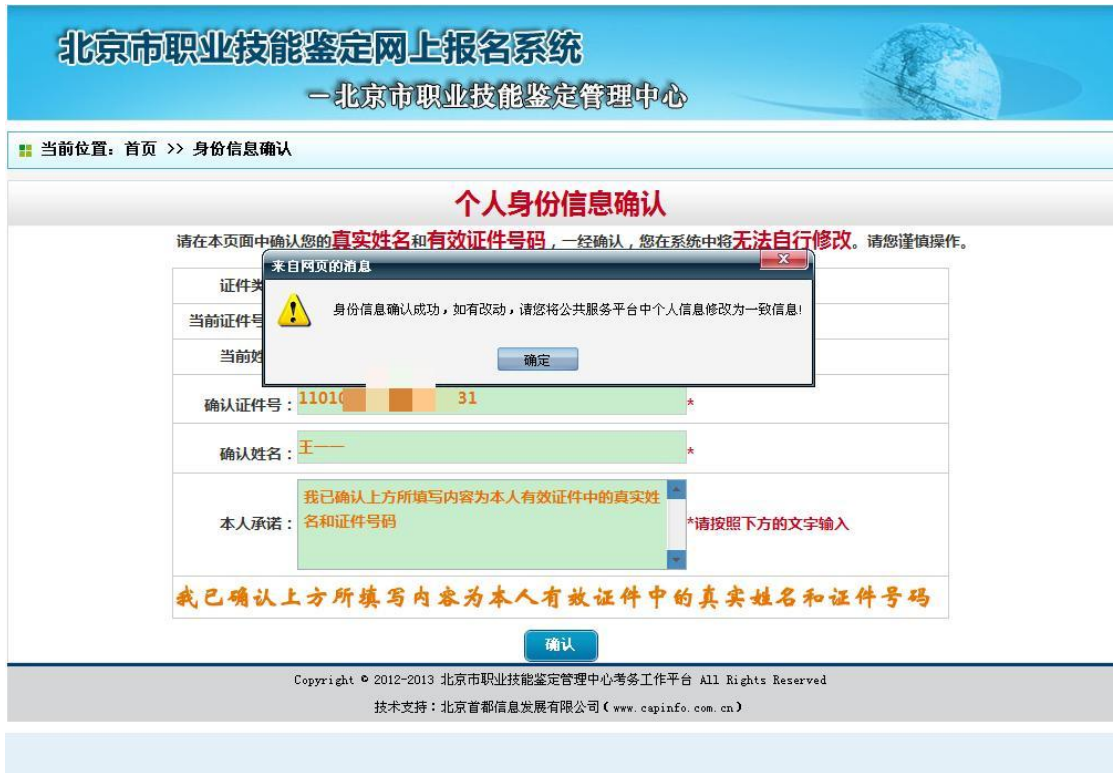 北京市职业技能鉴定网上报名系统
—北京市职业技能鉴定管理中心
当前位置：首页 >> 身份信息确认
个人身份信息确认
请在本页面中确认您的真实姓名和有效证件号码，一经确认，您在系统中将无法自行修改。请您谨慎操作。
来自网页的消息
证件类
身份信息确认成功，如有改动，请您将公共服务平台中个人信息修改为一致信息!
当前证件号
当前姓
确定
确认证件号：11010 31 *
确认姓名：王一一 *
我已确认上方所填写内容为本人有效证件中的真实姓
本人承诺：名和证件号码 *请按照下方的文字输入
我已确认上方所填写内容为本人有效证件中的真实姓名和证件号码
确认
Copyright © 2012-2013 北京市职业技能鉴定管理中心考务工作平台 All Rights Reserved
技术支持：北京首都信息发展有限公司(www.capinfo.com.cn)